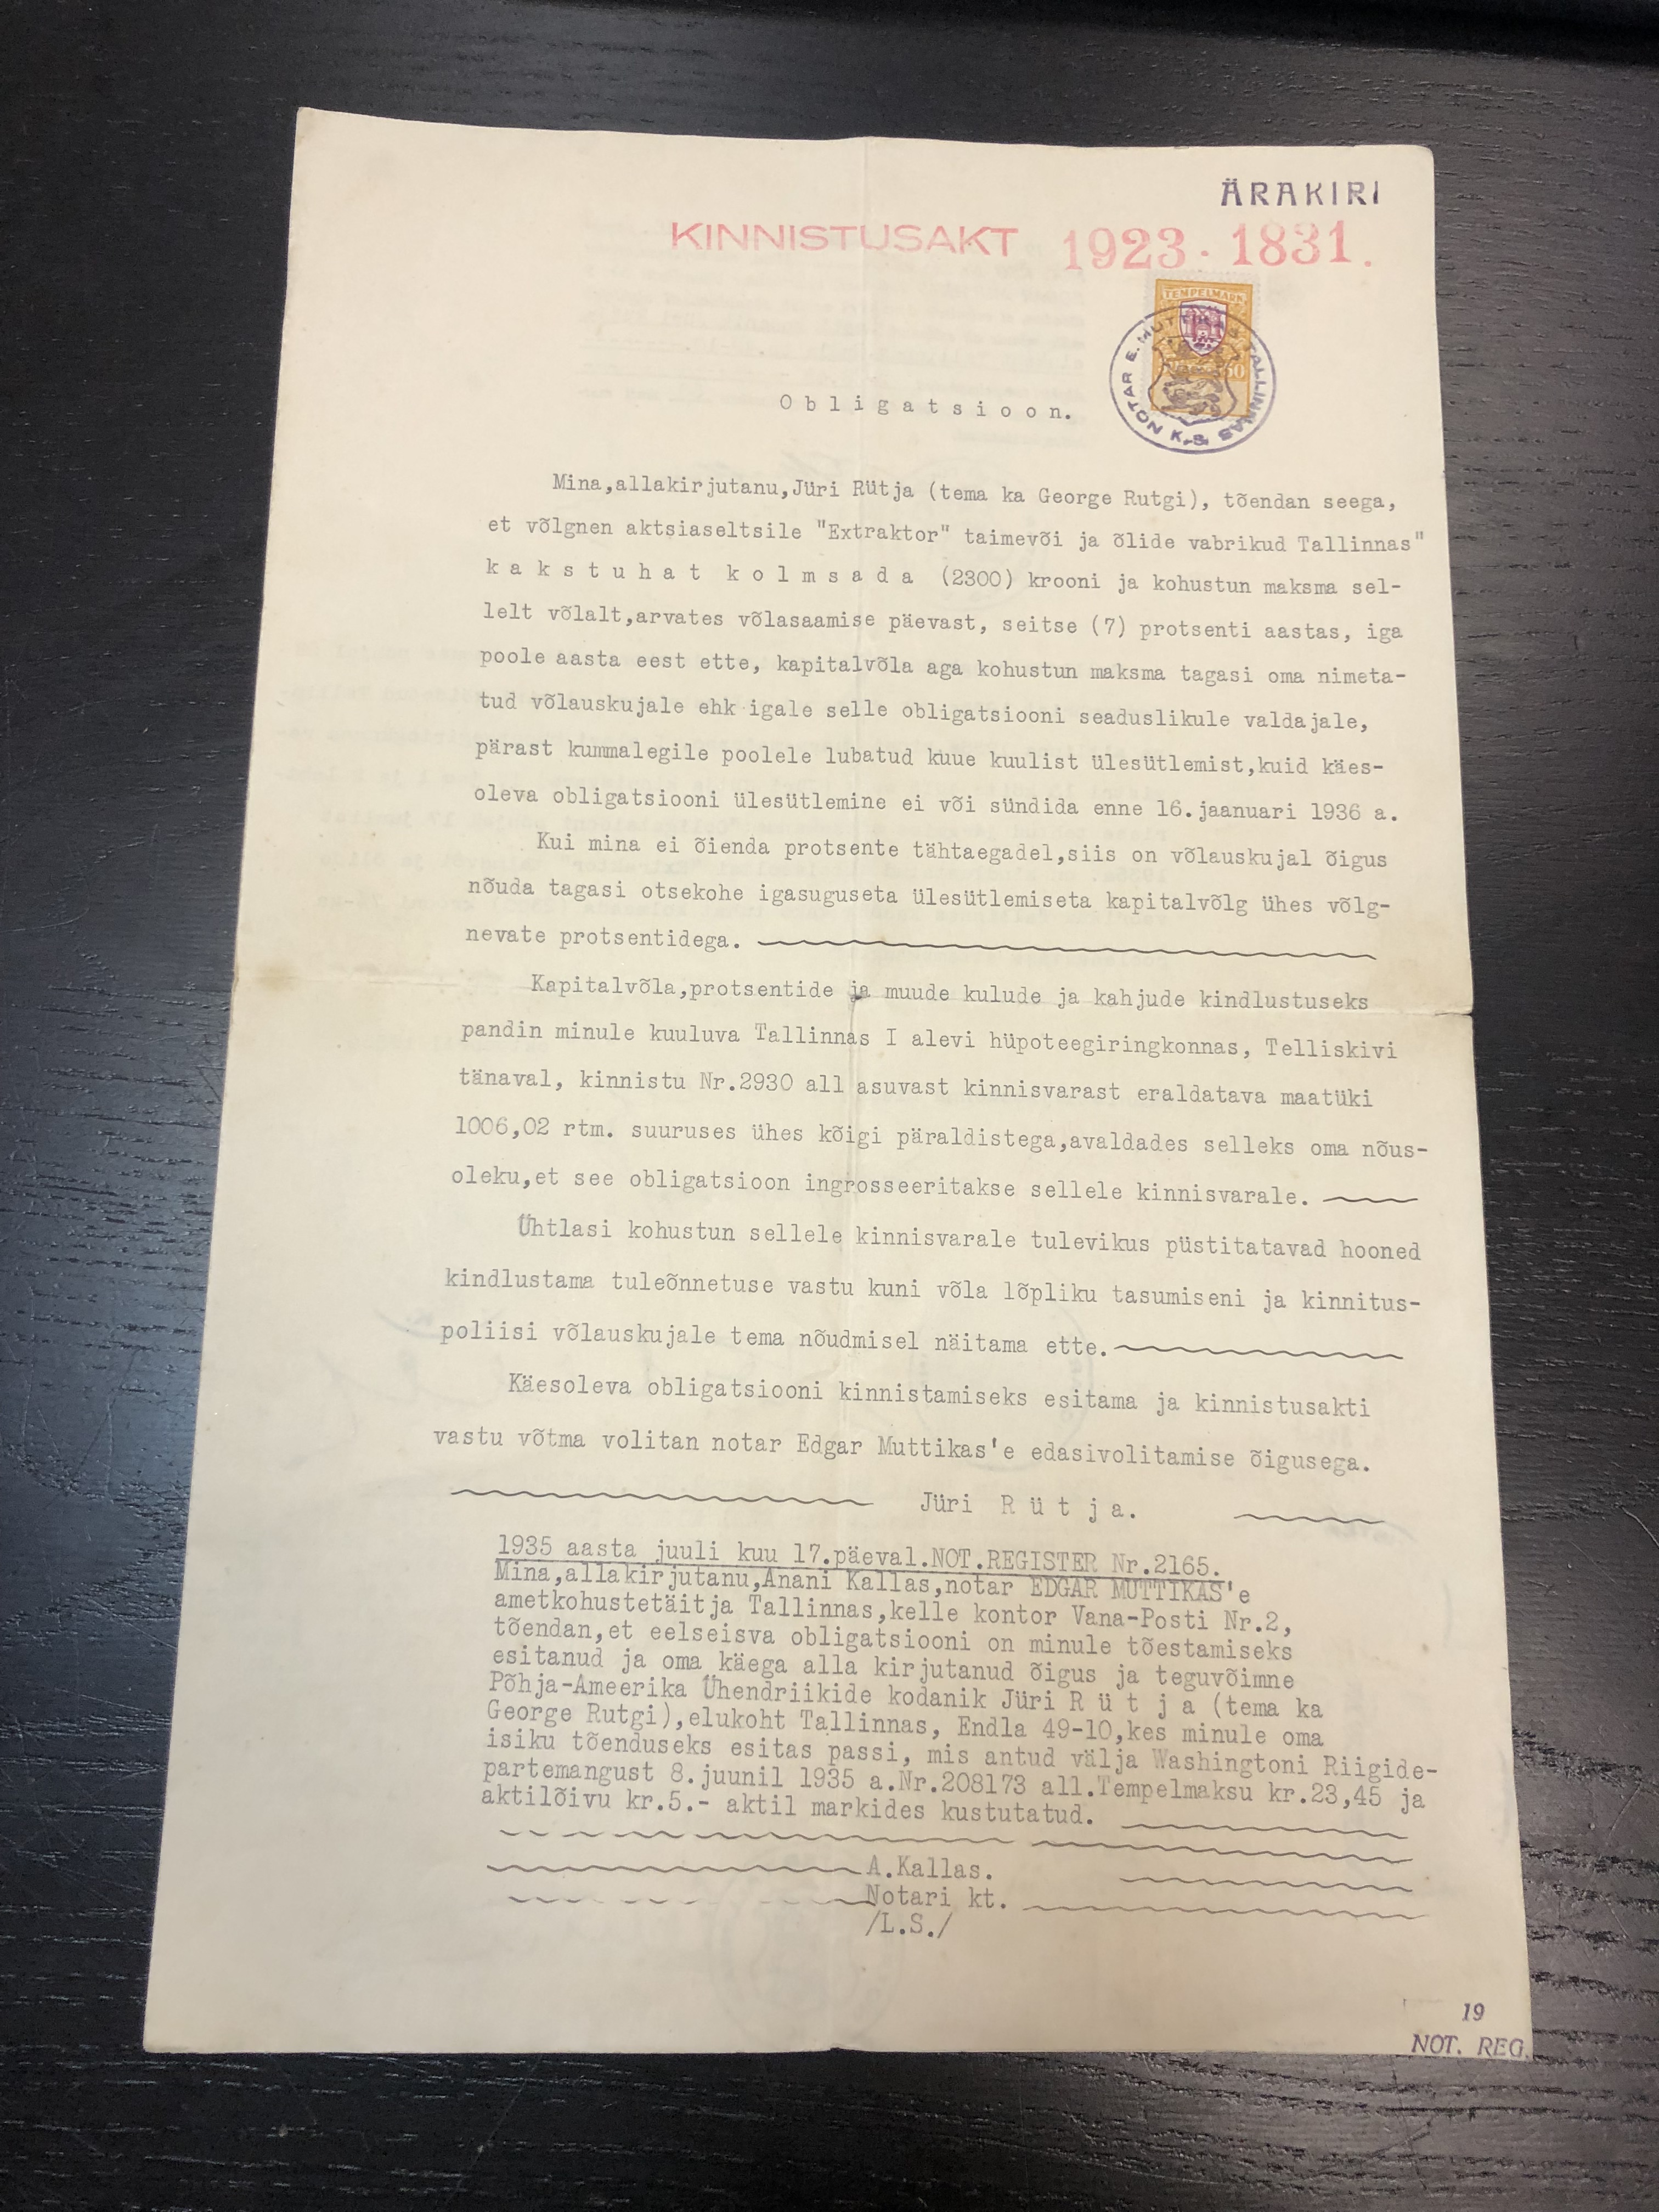 ÄRAKIRI
KINNISTUSAKT 1923 · 1831.
TEMPELMARK
50
NOTAR E. MUTTIKAS TALLINNAS
O b l i g a t s i o o n.
Mina,allakirjutanu,Jüri Rütja (tema ka George Rutgi), tõendan seega,
et võlgnen aktsiaseltsile "Extraktor" taimevõi ja õlide vabrikud Tallinnas"
k a k s t u h a t k o l m s a d a (2300) krooni ja kohustun maksma sel-
lelt võlalt,arvates võlasaamise päevast, seitse (7) protsenti aastas, iga
poole aasta eest ette, kapitalvõla aga kohustun maksma tagasi oma nimeta-
tud võlauskujale ehk igale selle obligatsiooni seaduslikule valdajale,
pärast kummalegile poolele lubatud kuue kuulist ülesütlemist,kuid käes-
oleva obligatsiooni ülesütlemine ei või sündida enne 16.jaanuari 1936 a.
Kui mina ei õienda protsente tähtaegadel,siis on võlauskujal õigus
nõuda tagasi otsekohe igasuguseta ülesütlemiseta kapitalvõlg ühes võlg-
nevate protsentidega.
Kapitalvõla,protsentide ja muude kulude ja kahjude kindlustuseks
pandin minule kuuluva Tallinnas I alevi hüpoteegiringkonnas, Telliskivi
tänaval, kinnistu Nr.2930 all asuvast kinnisvarast eraldatava maatüki
1006,02 rtm. suuruses ühes kõigi päraldistega,avaldades selleks oma nõus-
oleku,et see obligatsioon ingrosseeritakse sellele kinnisvarale.
Ühtlasi kohustun sellele kinnisvarale tulevikus püstitatavad hooned
kindlustama tuleõnnetuse vastu kuni võla lõpliku tasumiseni ja kinnitus-
poliisi võlauskujale tema nõudmisel näitama ette.
Käesoleva obligatsiooni kinnistamiseks esitama ja kinnistusakti
vastu võtma volitan notar Edgar Muttikas'e edasivolitamise õigusega.
Jüri R ü t j a.
1935 aasta juuli kuu 17.päeval.NOT.REGISTER Nr.2165.
Mina,allakirjutanu,Anani Kallas,notar EDGAR MUTTIKAS'e
ametkohustetäitja Tallinnas,kelle kontor Vana-Posti Nr.2,
tõendan,et eelseisva obligatsiooni on minule tõestamiseks
esitanud ja oma käega alla kirjutanud õigus ja teguvõimne
Põhja-Ameerika Ühendriikide kodanik Jüri R ü t j a (tema ka
George Rutgi),elukoht Tallinnas, Endla 49-10,kes minule oma
isiku tõenduseks esitas passi, mis antud välja Washingtoni Riigide-
partemangust 8.juunil 1935 a.Nr.208173 all.Tempelmaksu kr.23,45 ja
aktilõivu kr.5.- aktil markides kustutatud.
A.Kallas.
Notari kt.
/L.S./
19
NOT. REG.